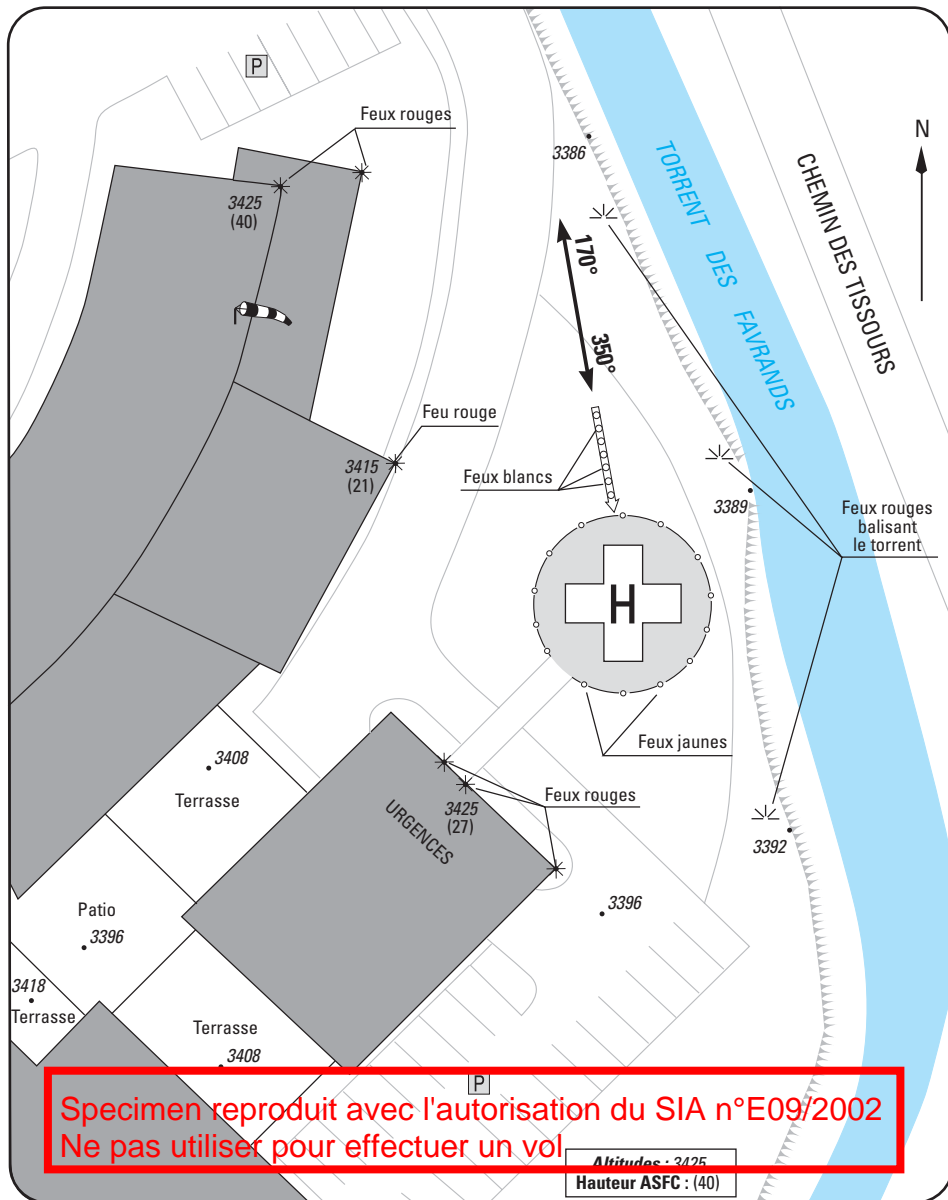 P
Feux rouges
N
3386
3425
(40)
TORRENT DES FAVRANDS
CHEMIN DES TISSOURS
170°
350°
Feu rouge
3415
(21)
Feux blancs
3389
Feux rouges
balisant
le torrent
H
Feux jaunes
3408
Terrasse
Feux rouges
3425
(27)
URGENCES
3392
Patio
3396
3396
3418
Terrasse
Terrasse
3408
P
Specimen reproduit avec l'autorisation du SIA n°E09/2002
Ne pas utiliser pour effectuer un vol
Altitudes : 3425
Hauteur ASFC : (40)